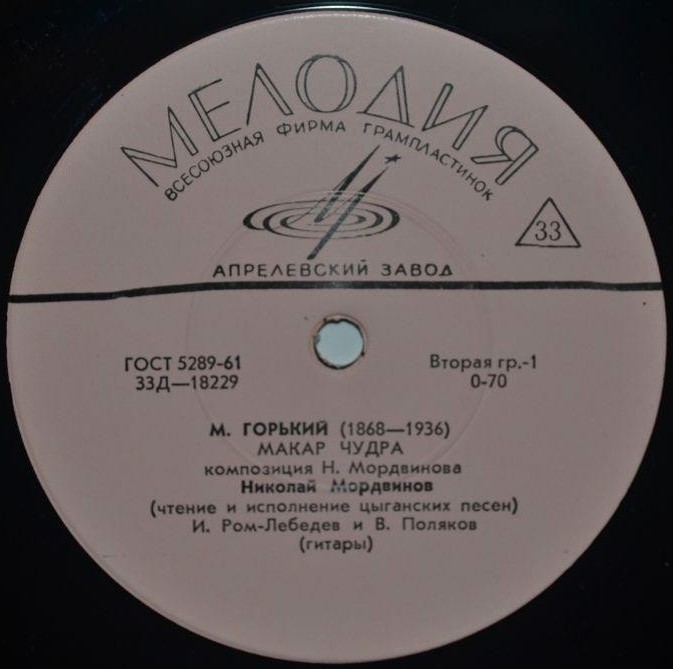 МЕЛОДИЯ
ВСЕСОЮЗНАЯ ФИРМА ГРАМПЛАСТИНОК
33
АПРЕЛЕВСКИЙ ЗАВОД
ГОСТ 5289-61
33Д—18229
Вторая гр.-1
0-70
М. ГОРЬКИЙ (1868—1936)
МАКАР ЧУДРА
композиция Н. Мордвинова
Николай Мордвинов
(чтение и исполнение цыганских песен)
И. Ром-Лебедев и В. Поляков
(гитары)